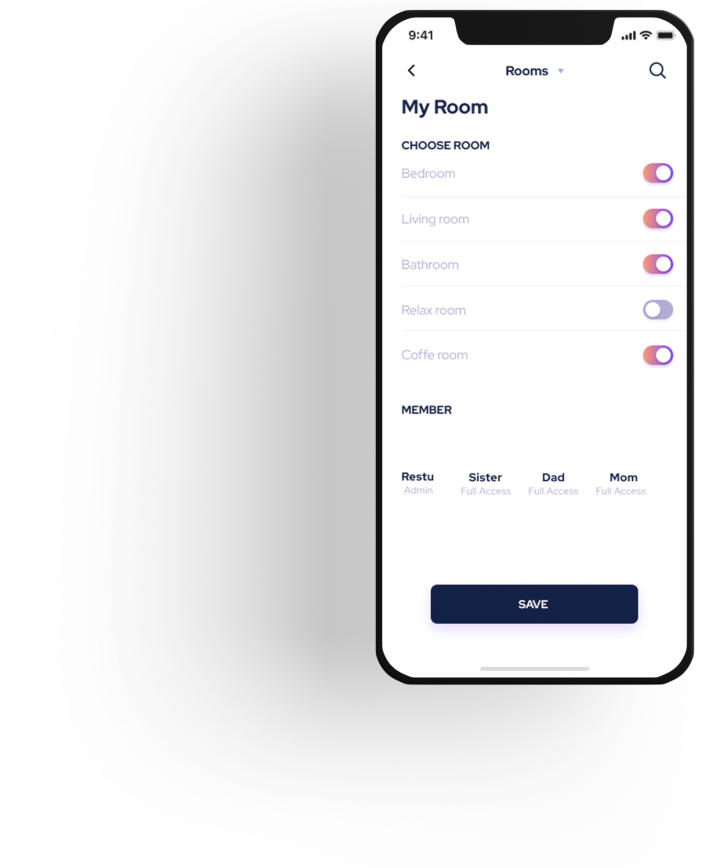 9:41
Rooms
My Room
CHOOSE ROOM
Bedroom
Living room
Bathroom
Relax room
Coffe room
MEMBER
Restu Sister Dad Mom
Admin Full Access Full Access Full Access
SAVE